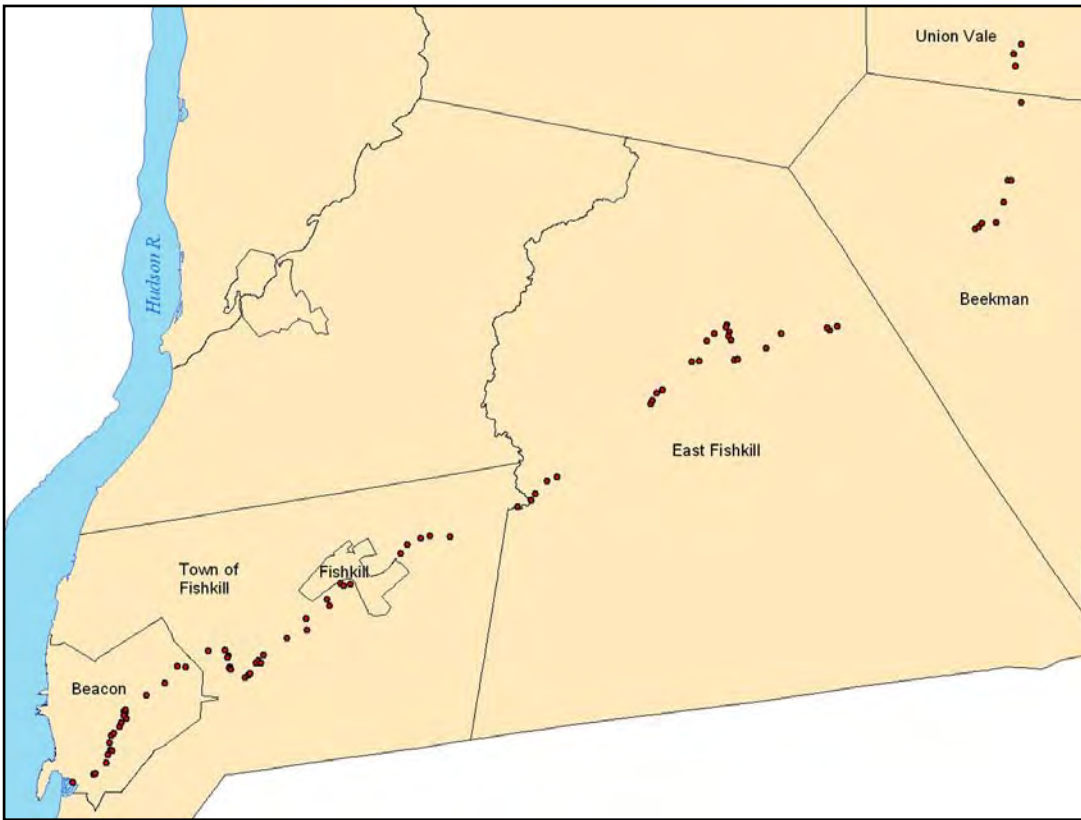 Union Vale
Hudson R.
Beekman
East Fishkill
Town of
Fishkill
Fishkill
Beacon